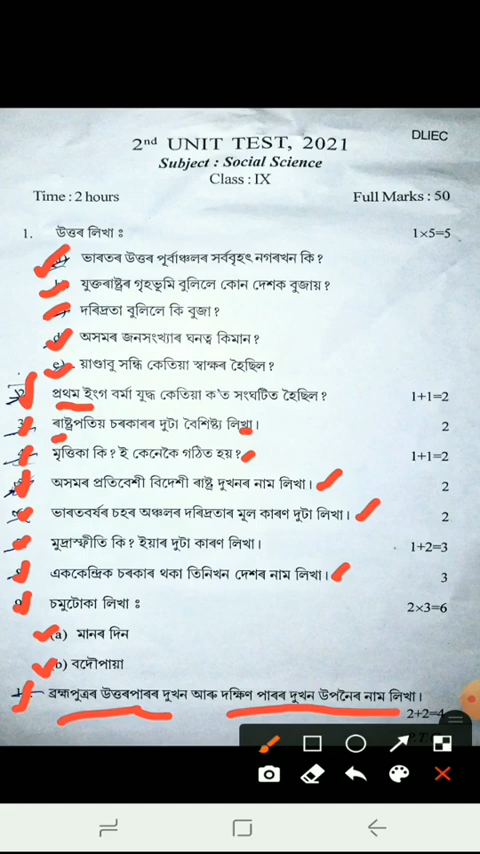 DLIEC
2nd UNIT TEST, 2021
Subject : Social Science
Class : IX
Time : 2 hours Full Marks : 50
1. উত্তৰ লিখা ঃ 1×5=5
(a) ভাৰতৰ উত্তৰ পূৰ্বাঞ্চলৰ সৰ্ববৃহৎ নগৰখন কি ?
যুক্তৰাষ্ট্ৰৰ গৃহভূমি বুলিলে কোন দেশক বুজায় ?
দৰিদ্ৰতা বুলিলে কি বুজা ?
d) অসমৰ জনসংখ্যাৰ ঘনত্ব কিমান ?
e) য়াণ্ডাবু সন্ধি কেতিয়া স্বাক্ষৰ হৈছিল ?
প্ৰথম ইংগ বৰ্মা যুদ্ধ কেতিয়া ক'ত সংঘটিত হৈছিল ? 1+1=2
ৰাষ্ট্ৰপতিয় চৰকাৰৰ দুটা বৈশিষ্ট্য লিখা। 2
মৃত্তিকা কি ? ই কেনেকৈ গঠিত হয় ? 1+1=2
অসমৰ প্ৰতিবেশী বিদেশী ৰাষ্ট্ৰ দুখনৰ নাম লিখা। 2
ভাৰতবৰ্ষৰ চহৰ অঞ্চলৰ দৰিদ্ৰতাৰ মূল কাৰণ দুটা লিখা। 2
মুদ্ৰাস্ফীতি কি ? ইয়াৰ দুটা কাৰণ লিখা। 1+2=3
এককেন্দ্ৰিক চৰকাৰ থকা তিনিখন দেশৰ নাম লিখা। 3
চমুটোকা লিখা ঃ 2×3=6
(a) মানৰ দিন
(b) বদৌপায়া
ব্ৰহ্মপুত্ৰৰ উত্তৰপাৰৰ দুখন আৰু দক্ষিণ পাৰৰ দুখন উপনৈৰ নাম লিখা।
2+2=4